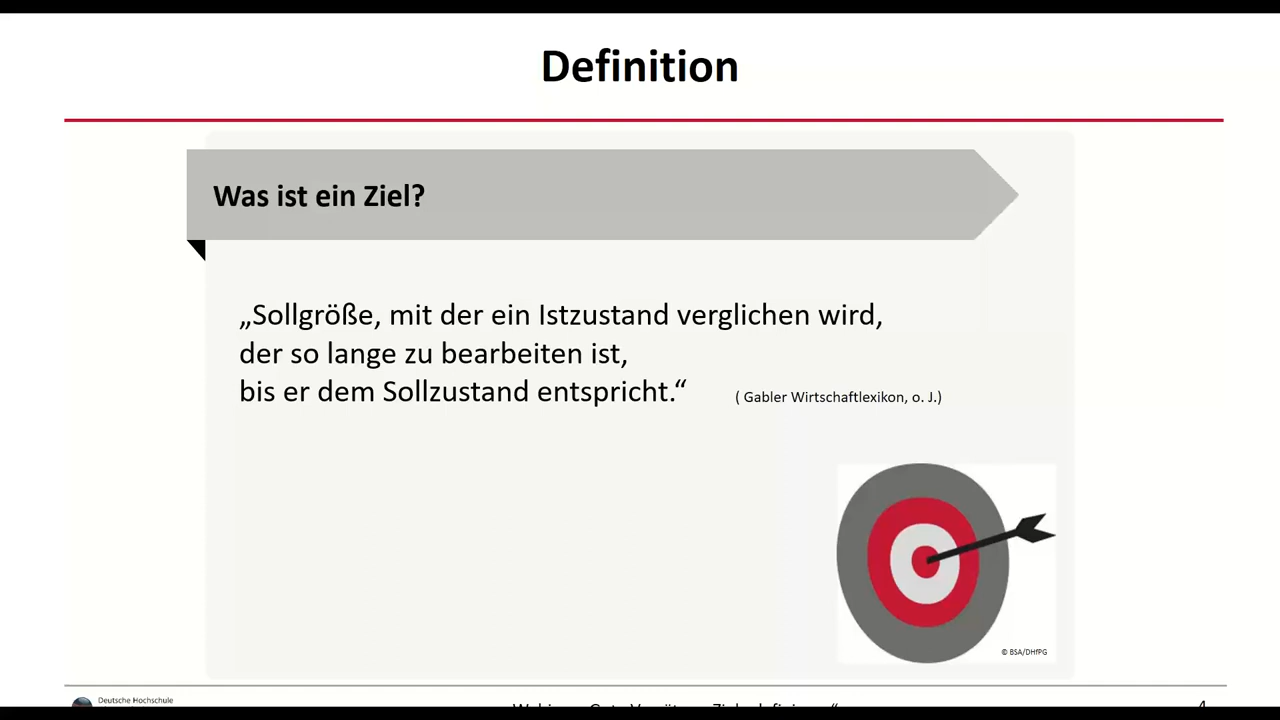 Definition
Was ist ein Ziel?
„Sollgröße, mit der ein Istzustand verglichen wird,
der so lange zu bearbeiten ist,
bis er dem Sollzustand entspricht.“ ( Gabler Wirtschaftlexikon, o. J.)
© BSA/DHfPG
Deutsche Hochschule